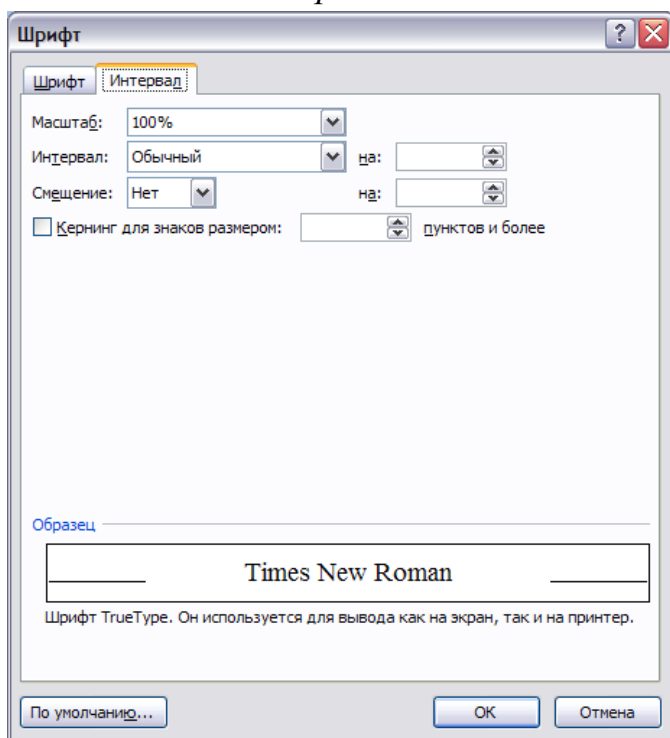 Шрифт
Шрифт Интервал
Масштаб: 100%
Интервал: Обычный на:
Смещение: Нет на:
Кернинг для знаков размером: пунктов и более
Образец
Times New Roman
Шрифт TrueType. Он используется для вывода как на экран, так и на принтер.
По умолчанию... ОК Отмена